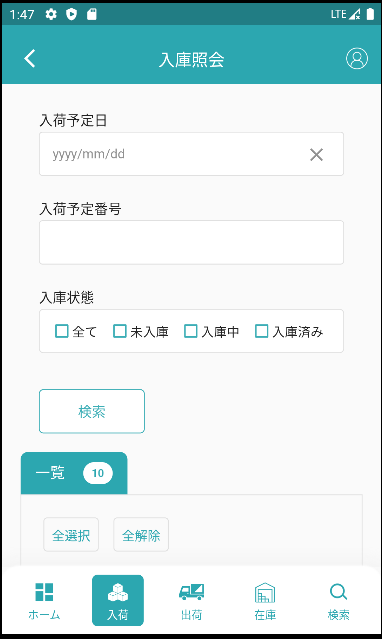 1:47 LTE
入庫照会
入荷予定日
yyyy/mm/dd
入荷予定番号
入庫状態
全て 未入庫 入庫中 入庫済み
検索
一覧 10
全選択 全解除
ホーム 入荷 出荷 在庫 検索